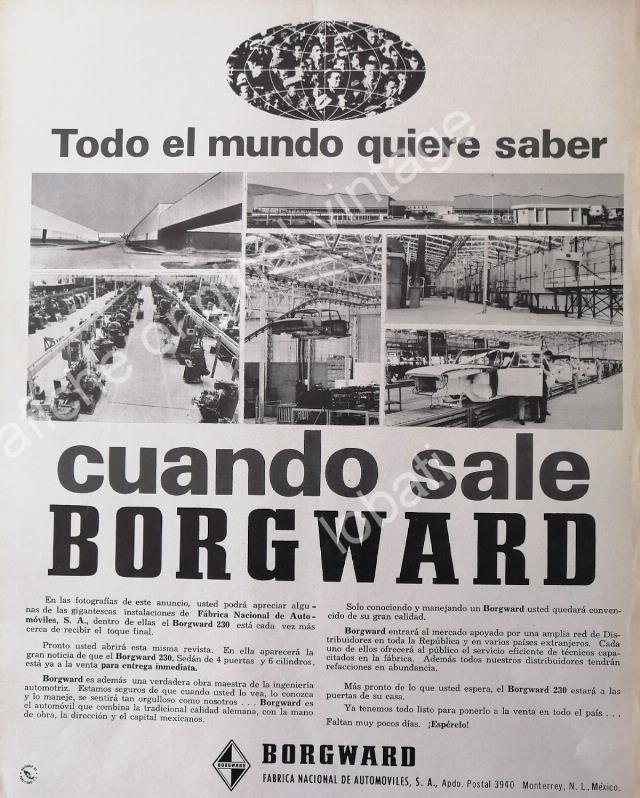 Todo el mundo quiere saber
cuando sale
BORGWARD
En las fotografías de este anuncio, usted podrá apreciar algu-
nas de las gigantescas instalaciones de Fábrica Nacional de Auto-
móviles, S. A., dentro de ellas el Borgward 230 está cada vez más
cerca de recibir el toque final.
Pronto usted abrirá esta misma revista. En ella aparecerá la
gran noticia de que el Borgward 230, Sedán de 4 puertas y 6 cilindros,
está ya a la venta para entrega inmediata.
Borgward es además una verdadera obra maestra de la ingeniería
automotriz. Estamos seguros de que cuando usted lo vea, lo conozca
y lo maneje, se sentirá tan orgulloso como nosotros . . . Borgward es
el automóvil que combina la tradicional calidad alemana, con la mano
de obra, la dirección y el capital mexicanos.
Solo conociendo y manejando un Borgward usted quedará conven-
cido de su gran calidad.
Borgward entrará al mercado apoyado por una amplia red de Dis-
tribuidores en toda la República y en varios países extranjeros. Cada
uno de ellos ofrecerá al público el servicio eficiente de técnicos capa-
citados en la fábrica. Además todos nuestros distribuidores tendrán
refacciones en abundancia.
Más pronto de lo que usted espera, el Borgward 230 estará a las
puertas de su casa.
Ya tenemos todo listo para ponerlo a la venta en todo el país . . .
Faltan muy pocos días. ¡Espérelo!
BORGWARD
BORGWARD
FABRICA NACIONAL DE AUTOMOVILES, S. A., Apdo. Postal 3940 Monterrey, N. L., México.
afiche original vintage
lobati